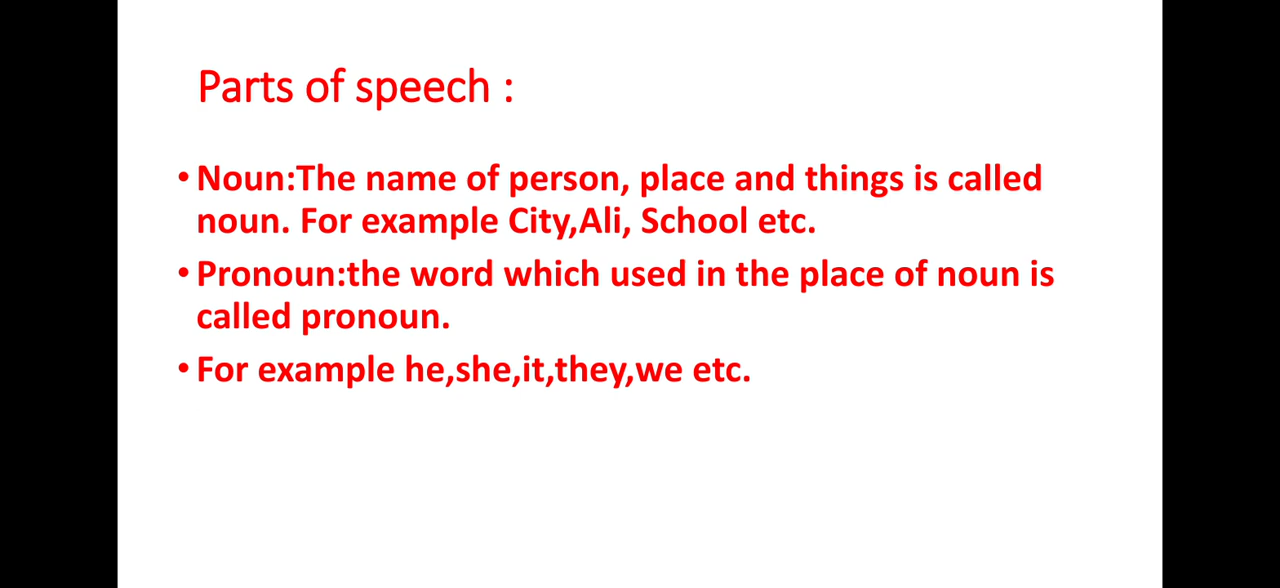 Parts of speech :
• Noun:The name of person, place and things is called
noun. For example City,Ali, School etc.
• Pronoun:the word which used in the place of noun is
called pronoun.
• For example he,she,it,they,we etc.